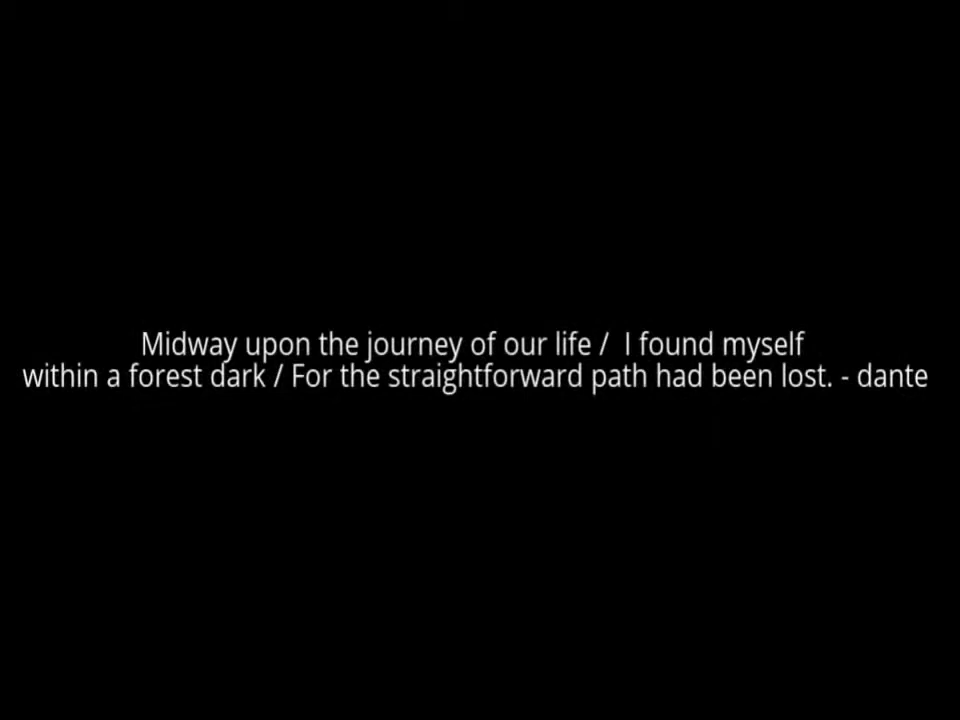 Midway upon the journey of our life /  I found myself
within a forest dark / For the straightforward path had been lost. - dante